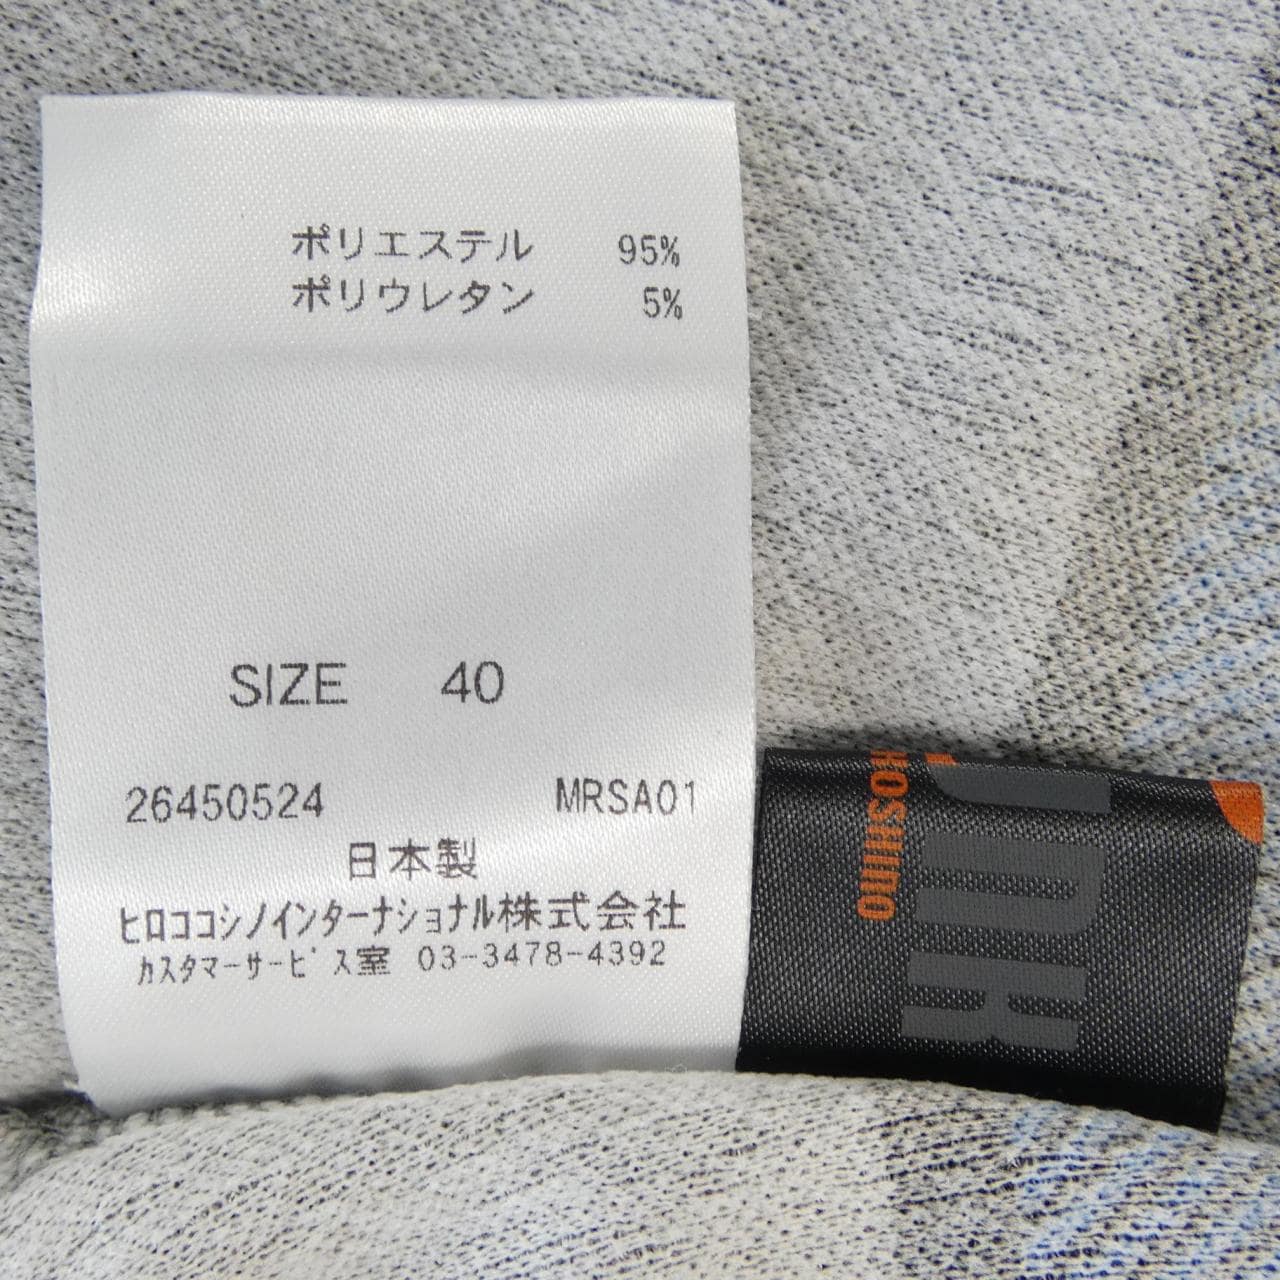 ポリエステル 95%
ポリウレタン 5%
SIZE 40
26450524 MRSA01
日本製
ヒロココシノインターナショナル株式会社
カスタマーサービス室 03-3478-4392
KOSHINO